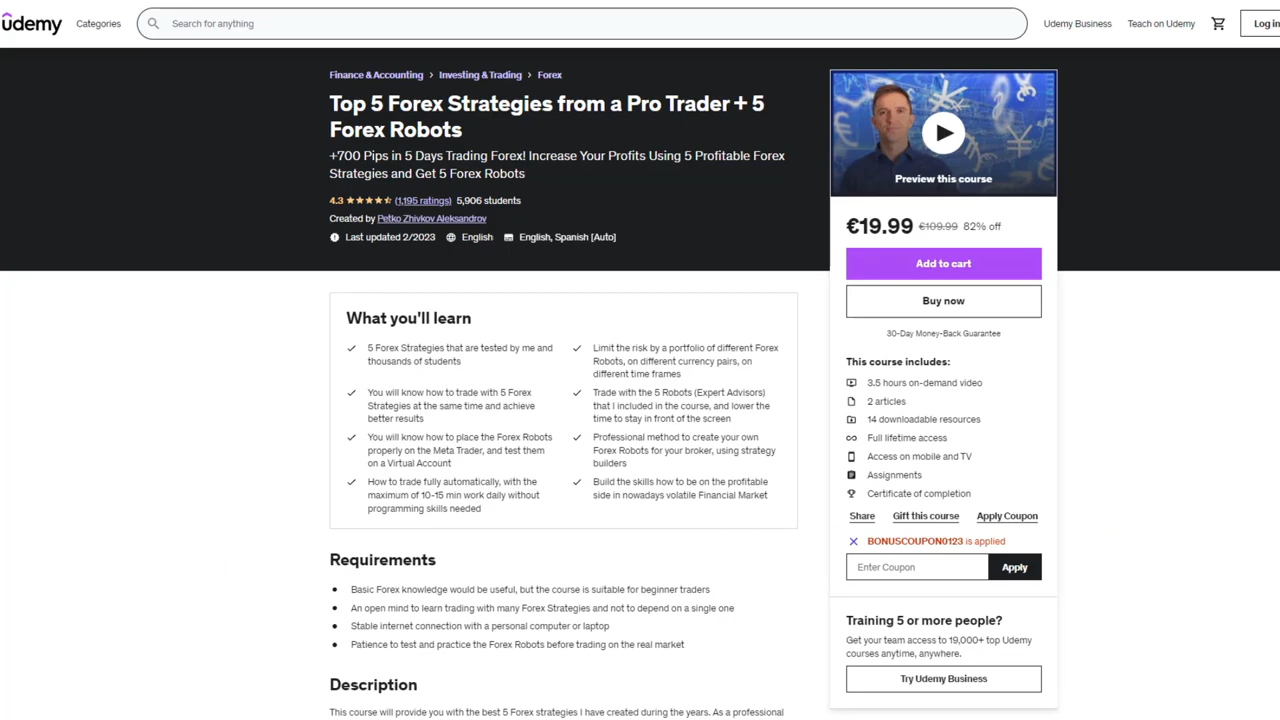 udemy
Categories
Search for anything
Udemy Business
Teach on Udemy
Log in
Finance & Accounting › Investing & Trading › Forex
Top 5 Forex Strategies from a Pro Trader + 5
Forex Robots
+700 Pips in 5 Days Trading Forex! Increase Your Profits Using 5 Profitable Forex
Strategies and Get 5 Forex Robots
4.3 (1,195 ratings) 5,906 students
Created by Petko Zhivkov Aleksandrov
Last updated 2/2023 English English, Spanish [Auto]
Preview this course
€19.99 €109.99 82% off
Add to cart
Buy now
30-Day Money-Back Guarantee
This course includes:
3.5 hours on-demand video
2 articles
14 downloadable resources
Full lifetime access
Access on mobile and TV
Assignments
Certificate of completion
Share Gift this course Apply Coupon
BONUSCOUPON0123 is applied
Enter Coupon
Apply
Training 5 or more people?
Get your team access to 19,000+ top Udemy
courses anytime, anywhere.
Try Udemy Business
What you'll learn
5 Forex Strategies that are tested by me and
thousands of students
You will know how to trade with 5 Forex
Strategies at the same time and achieve
better results
You will know how to place the Forex Robots
properly on the Meta Trader, and test them
on a Virtual Account
How to trade fully automatically, with the
maximum of 10-15 min work daily without
programming skills needed
Limit the risk by a portfolio of different Forex
Robots, on different currency pairs, on
different time frames
Trade with the 5 Robots (Expert Advisors)
that I included in the course, and lower the
time to stay in front of the screen
Professional method to create your own
Forex Robots for your broker, using strategy
builders
Build the skills how to be on the profitable
side in nowadays volatile Financial Market
Requirements
Basic Forex knowledge would be useful, but the course is suitable for beginner traders
An open mind to learn trading with many Forex Strategies and not to depend on a single one
Stable internet connection with a personal computer or laptop
Patience to test and practice the Forex Robots before trading on the real market
Description
This course will provide you with the best 5 Forex strategies I have created during the years. As a professional